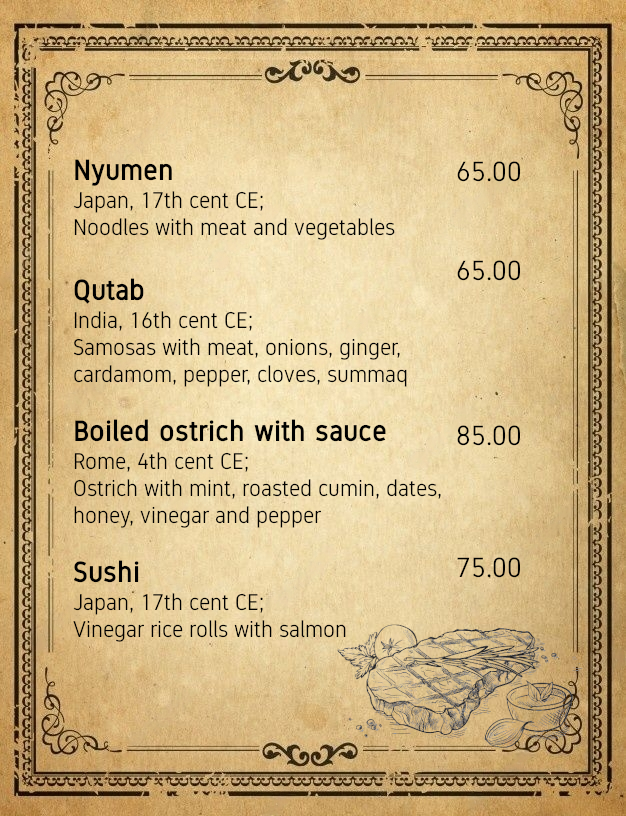 Nyumen 65.00
Japan, 17th cent CE;
Noodles with meat and vegetables
65.00
Qutab
India, 16th cent CE;
Samosas with meat, onions, ginger,
cardamom, pepper, cloves, summaq
Boiled ostrich with sauce 85.00
Rome, 4th cent CE;
Ostrich with mint, roasted cumin, dates,
honey, vinegar and pepper
Sushi 75.00
Japan, 17th cent CE;
Vinegar rice rolls with salmon